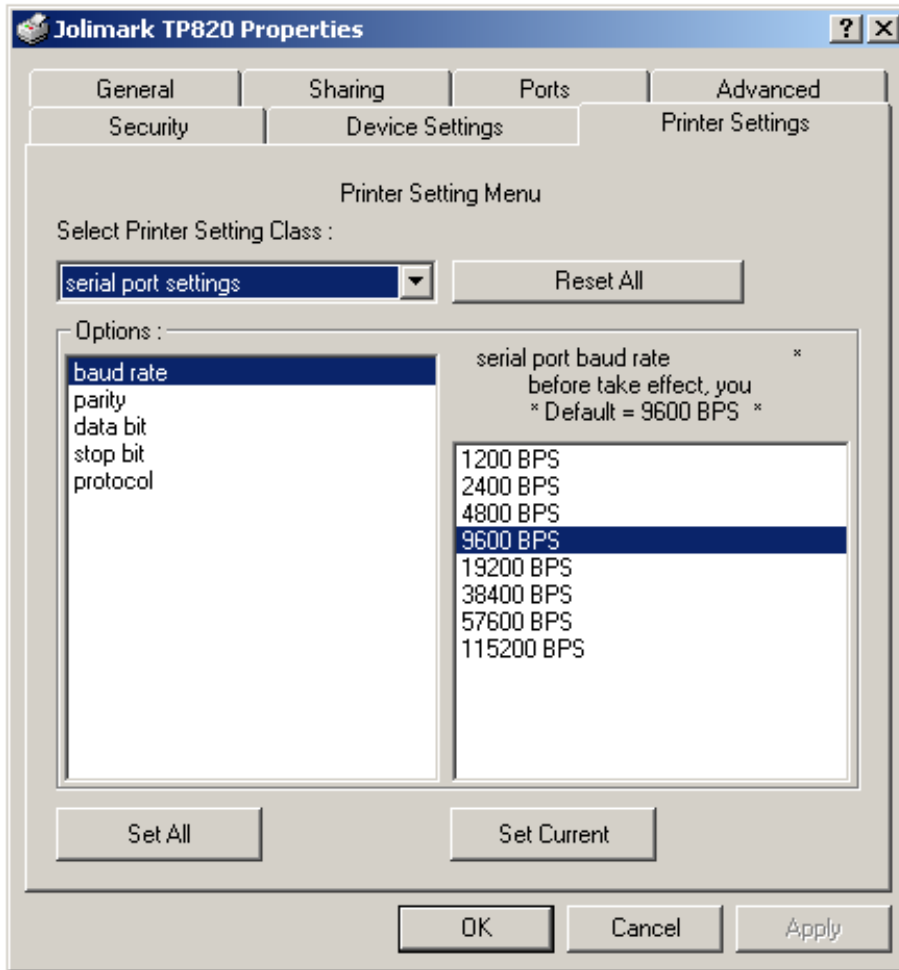 Jolimark TP820 Properties
General Sharing Ports Advanced
Security Device Settings Printer Settings
Printer Setting Menu
Select Printer Setting Class :
serial port settings Reset All
Options :
baud rate
parity
data bit
stop bit
protocol
serial port baud rate *
before take effect, you
* Default = 9600 BPS *
1200 BPS
2400 BPS
4800 BPS
9600 BPS
19200 BPS
38400 BPS
57600 BPS
115200 BPS
Set All Set Current
OK Cancel Apply